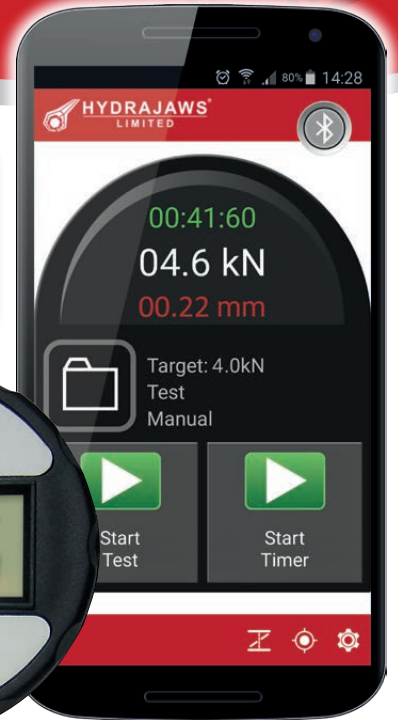 80% 14:28
HYDRAJAWS®
LIMITED
00:41:60
04.6 kN
00.22 mm
Target: 4.0kN
Test
Manual
Start
Test
Start
Timer